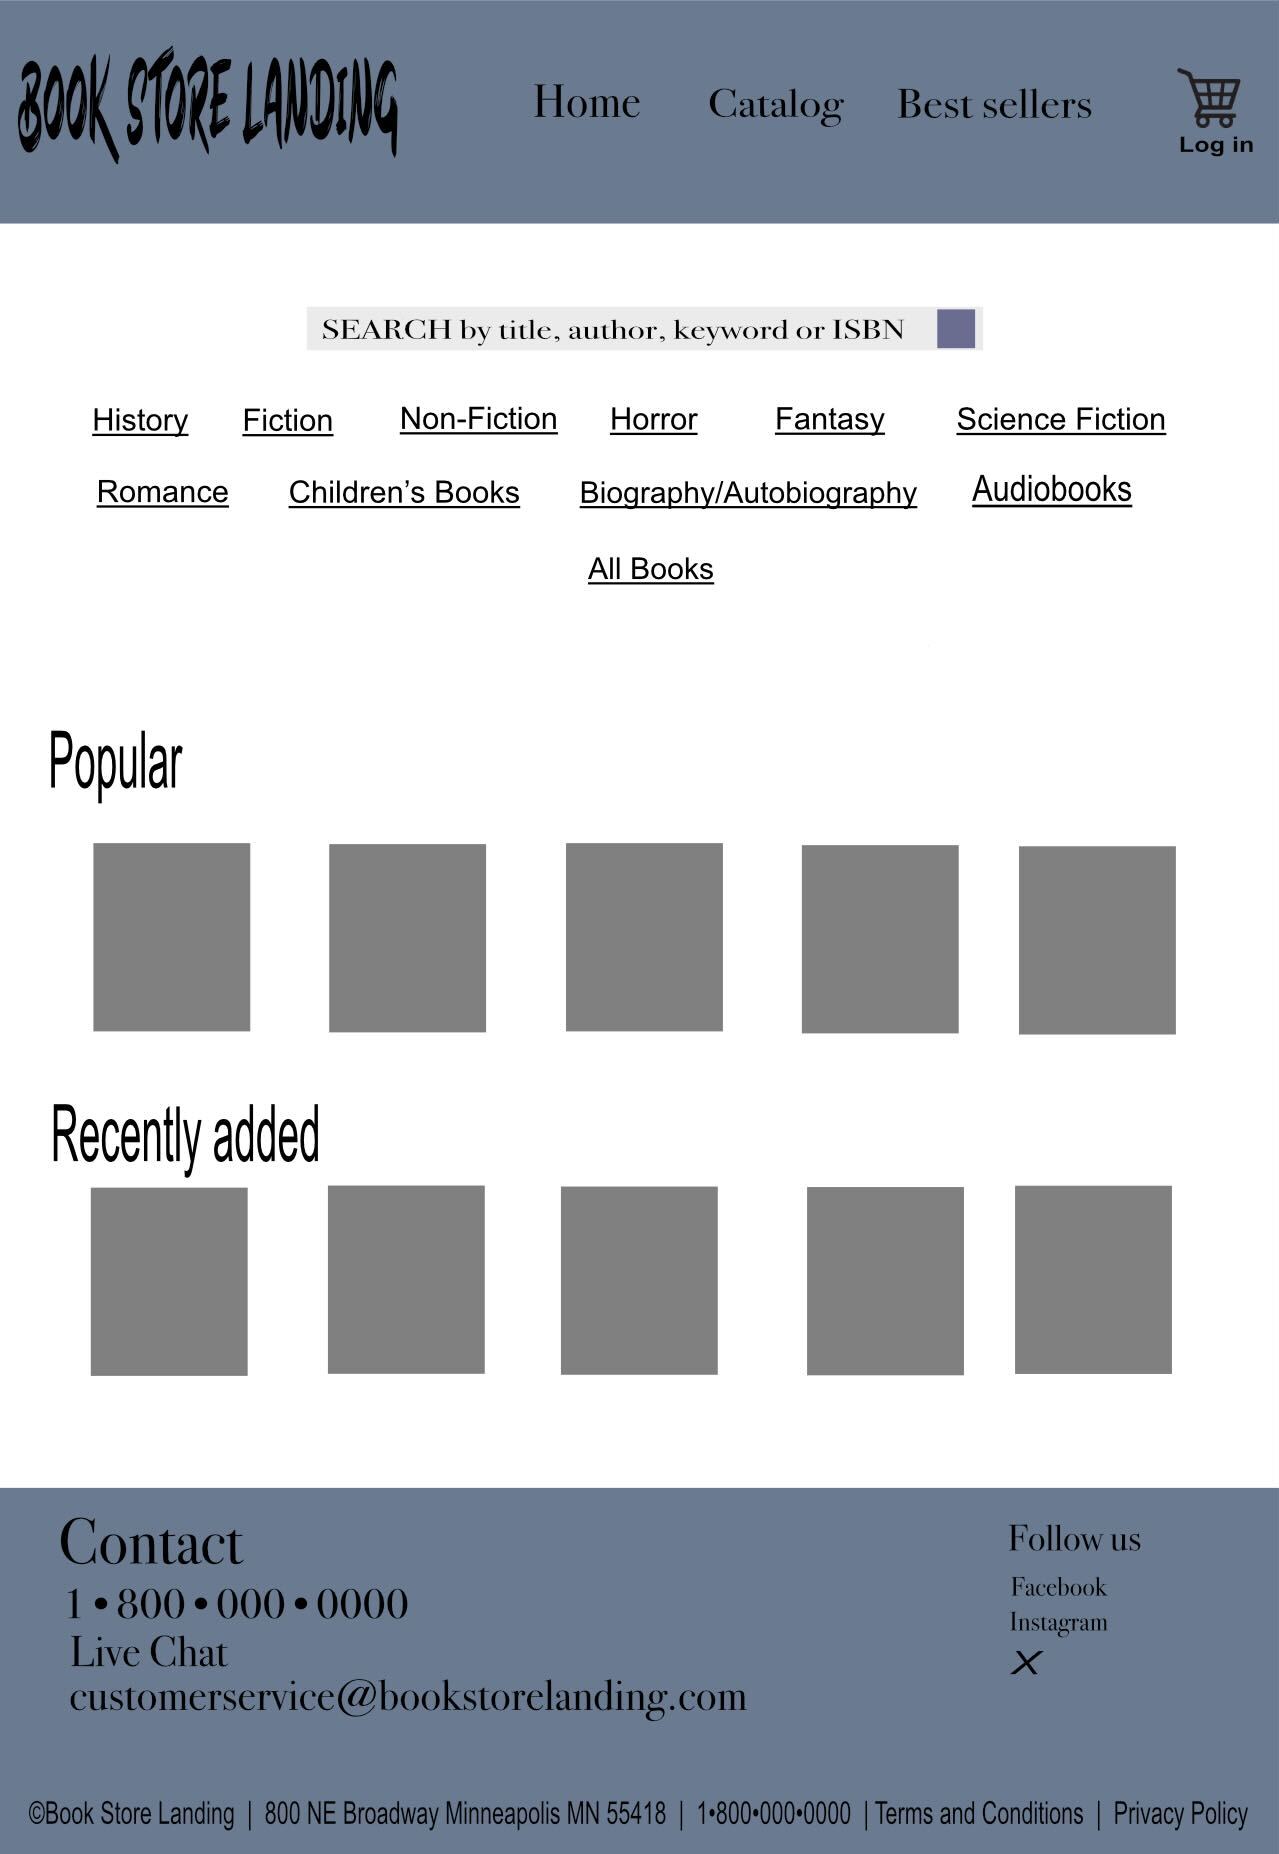 BOOK STORE LANDING
Home Catalog Best sellers
Log in
SEARCH by title, author, keyword or ISBN
History Fiction Non-Fiction Horror Fantasy Science Fiction
Romance Children’s Books Biography/Autobiography Audiobooks
All Books
Popular
Recently added
Contact
1•800•000•0000
Live Chat
customerservice@bookstorelanding.com
Follow us
Facebook
Instagram
X
©Book Store Landing | 800 NE Broadway Minneapolis MN 55418 | 1•800•000•0000 | Terms and Conditions | Privacy Policy